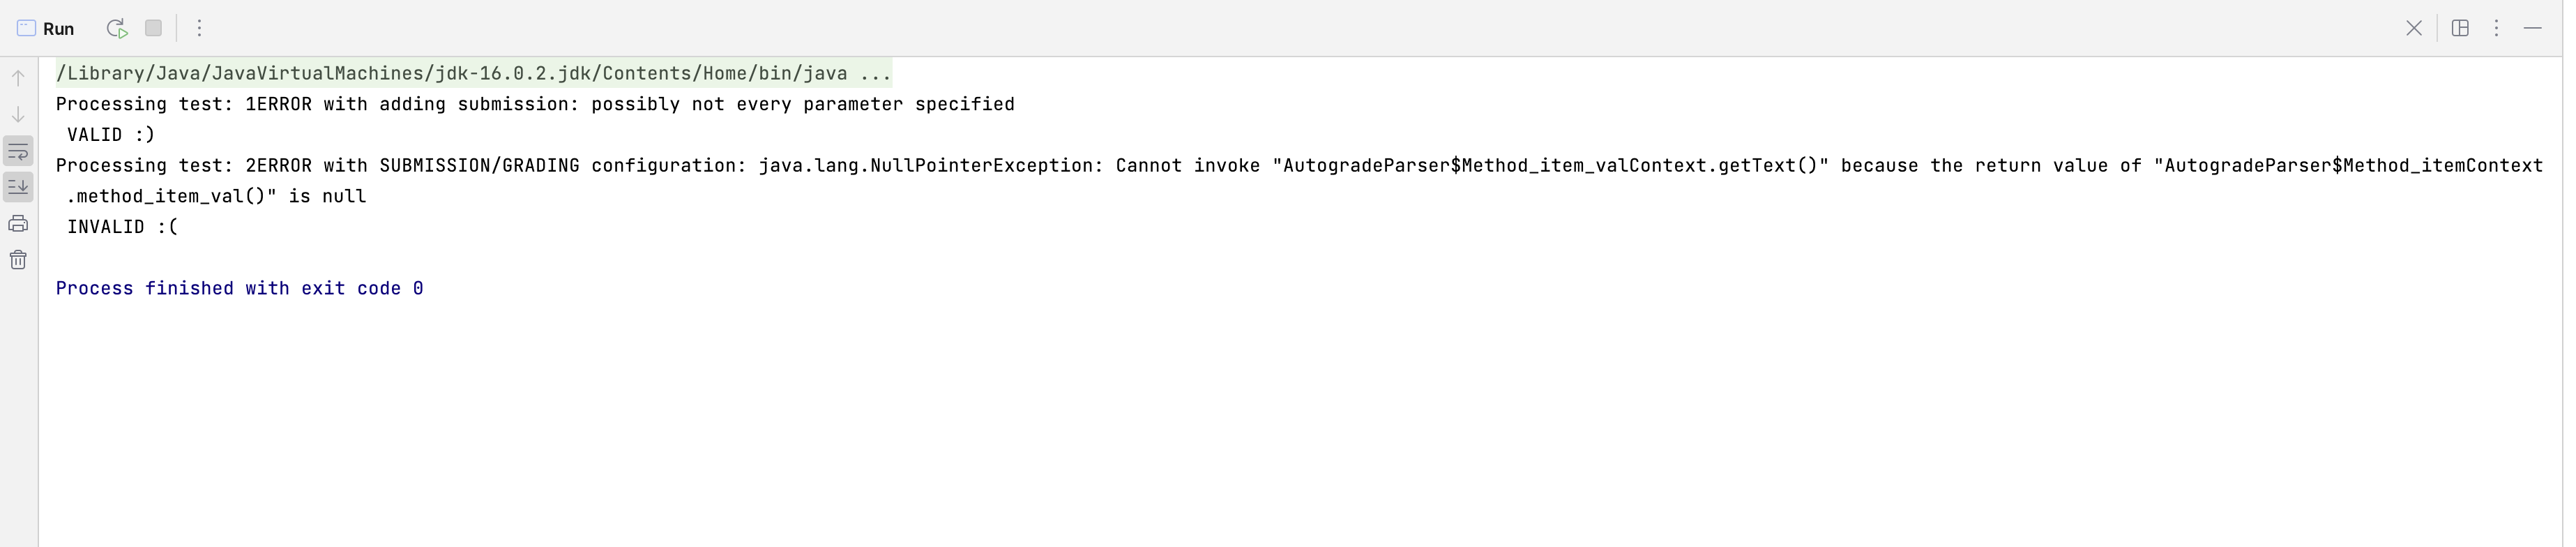 Run
/Library/Java/JavaVirtualMachines/jdk-16.0.2.jdk/Contents/Home/bin/java ...
Processing test: 1ERROR with adding submission: possibly not every parameter specified
VALID :)
Processing test: 2ERROR with SUBMISSION/GRADING configuration: java.lang.NullPointerException: Cannot invoke "AutogradeParser$Method_item_valContext.getText()" because the return value of "AutogradeParser$Method_itemContext
.method_item_val()" is null
INVALID :(
Process finished with exit code 0